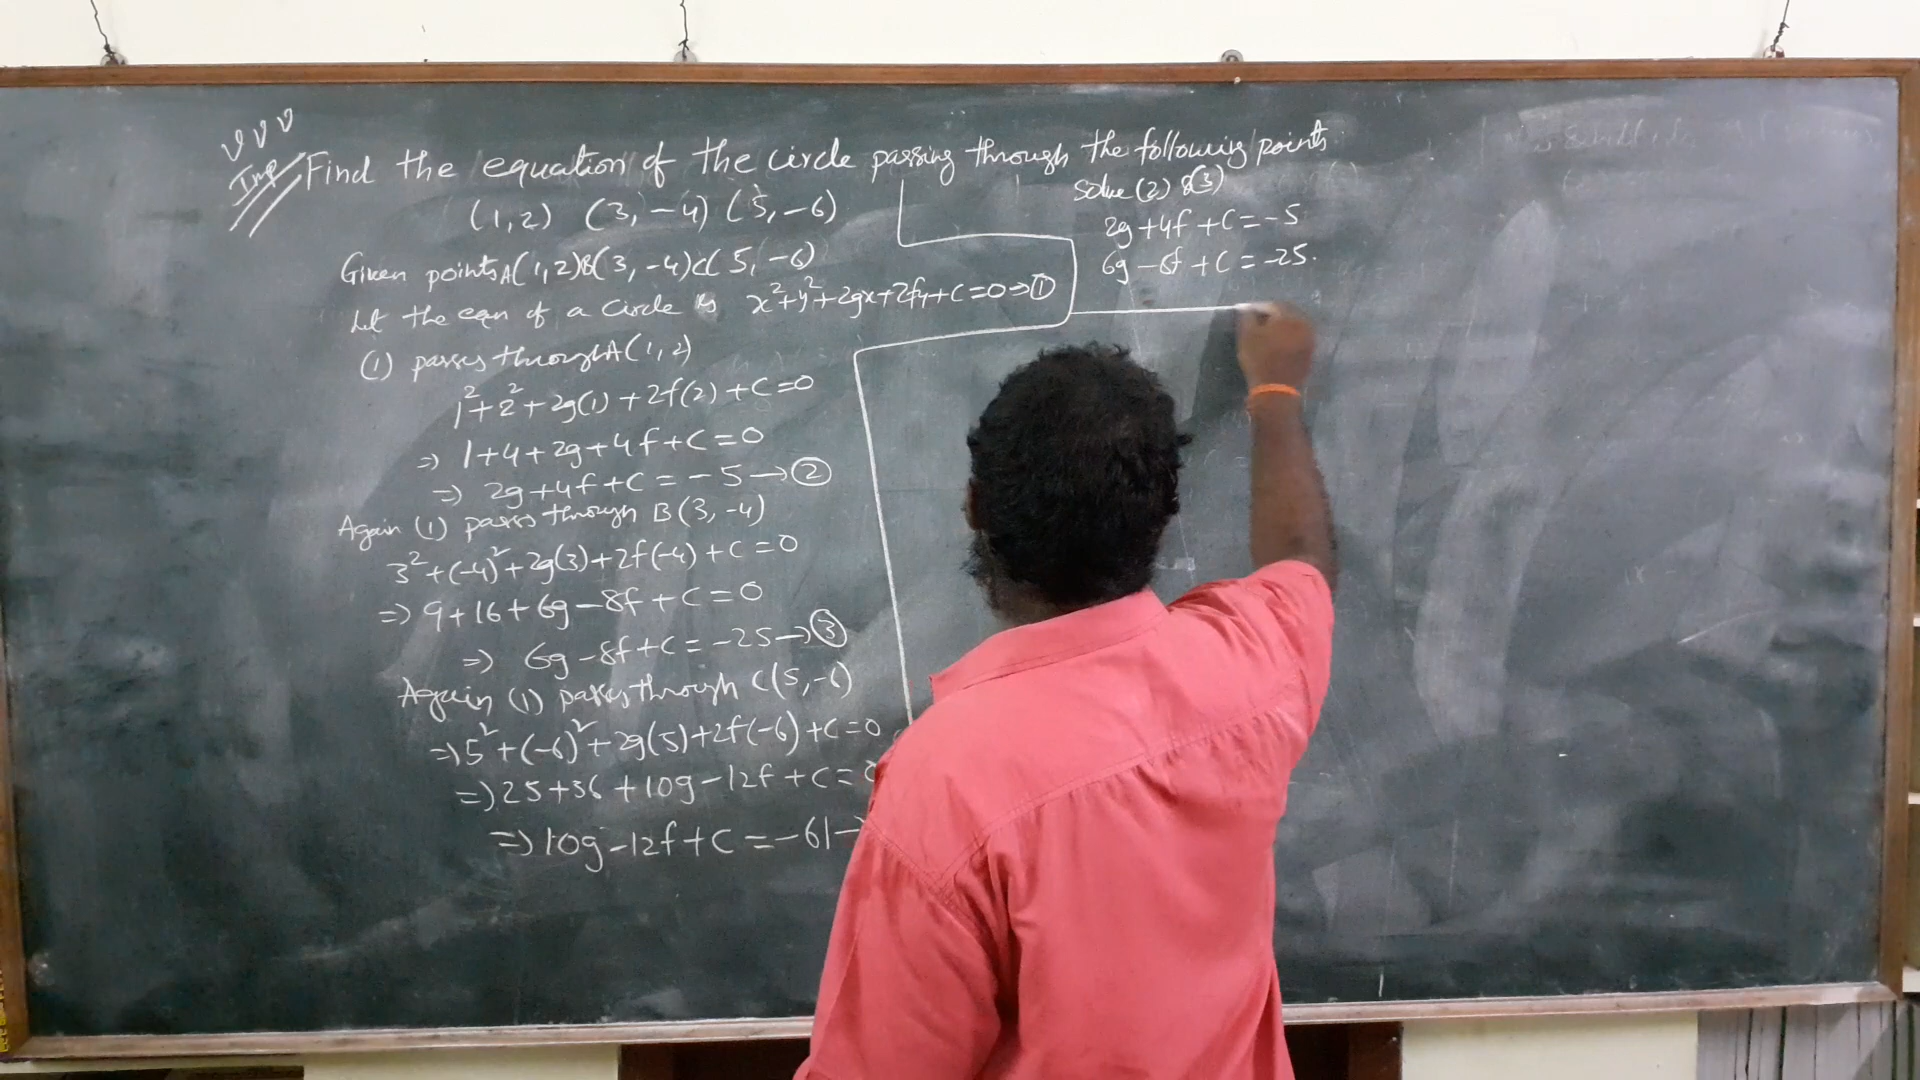 VVV
Imp
Find the equation of the circle passing through the following points
(1,2) (3,-4) (5,-6)
Given points A(1,2) B(3,-4) C(5,-6)
Let the eqn of a circle is x²+y²+2gx+2fy+c=0→①
(1) passes through A(1,2)
1²+2²+2g(1)+2f(2)+c=0
⇒ 1+4+2g+4f+c=0
⇒ 2g+4f+c=-5→②
Again (1) passes through B(3,-4)
3²+(-4)²+2g(3)+2f(-4)+c=0
⇒ 9+16+6g-8f+c=0
⇒ 6g-8f+c=-25→③
Again (1) passes through C(5,-6)
⇒5²+(-6)²+2g(5)+2f(-6)+c=0
⇒25+36+10g-12f+c=0
⇒10g-12f+c=-61→
Solve (2) & (3)
2g+4f+c=-5
6g-8f+c=-25.